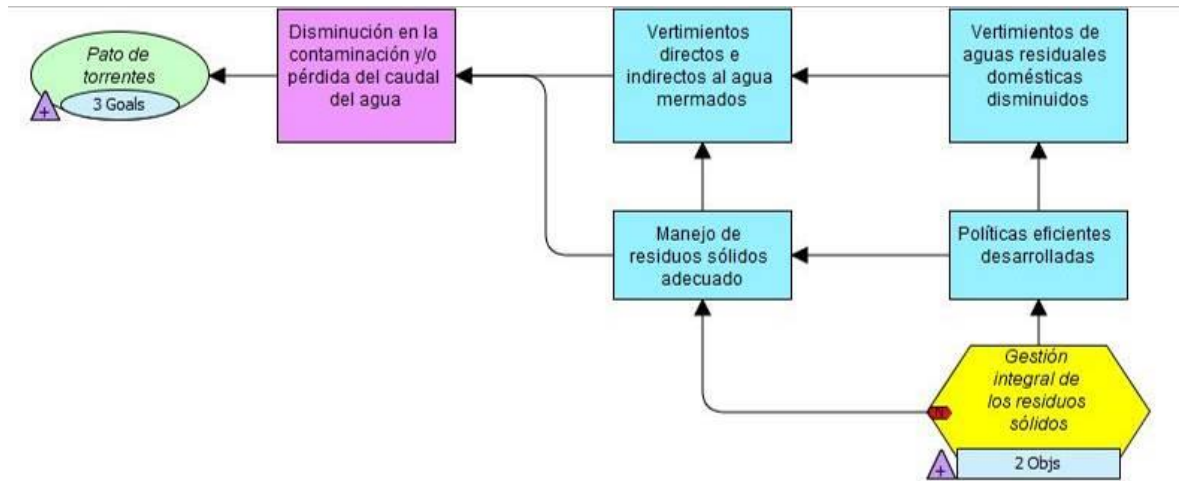 Pato de
torrentes
3 Goals
+
Disminución en la
contaminación y/o
pérdida del caudal
del agua
Vertimientos
directos e
indirectos al agua
mermados
Vertimientos de
aguas residuales
domésticas
disminuidos
Manejo de
residuos sólidos
adecuado
Políticas eficientes
desarrolladas
Gestión
integral de
los residuos
sólidos
N
+
2 Objs